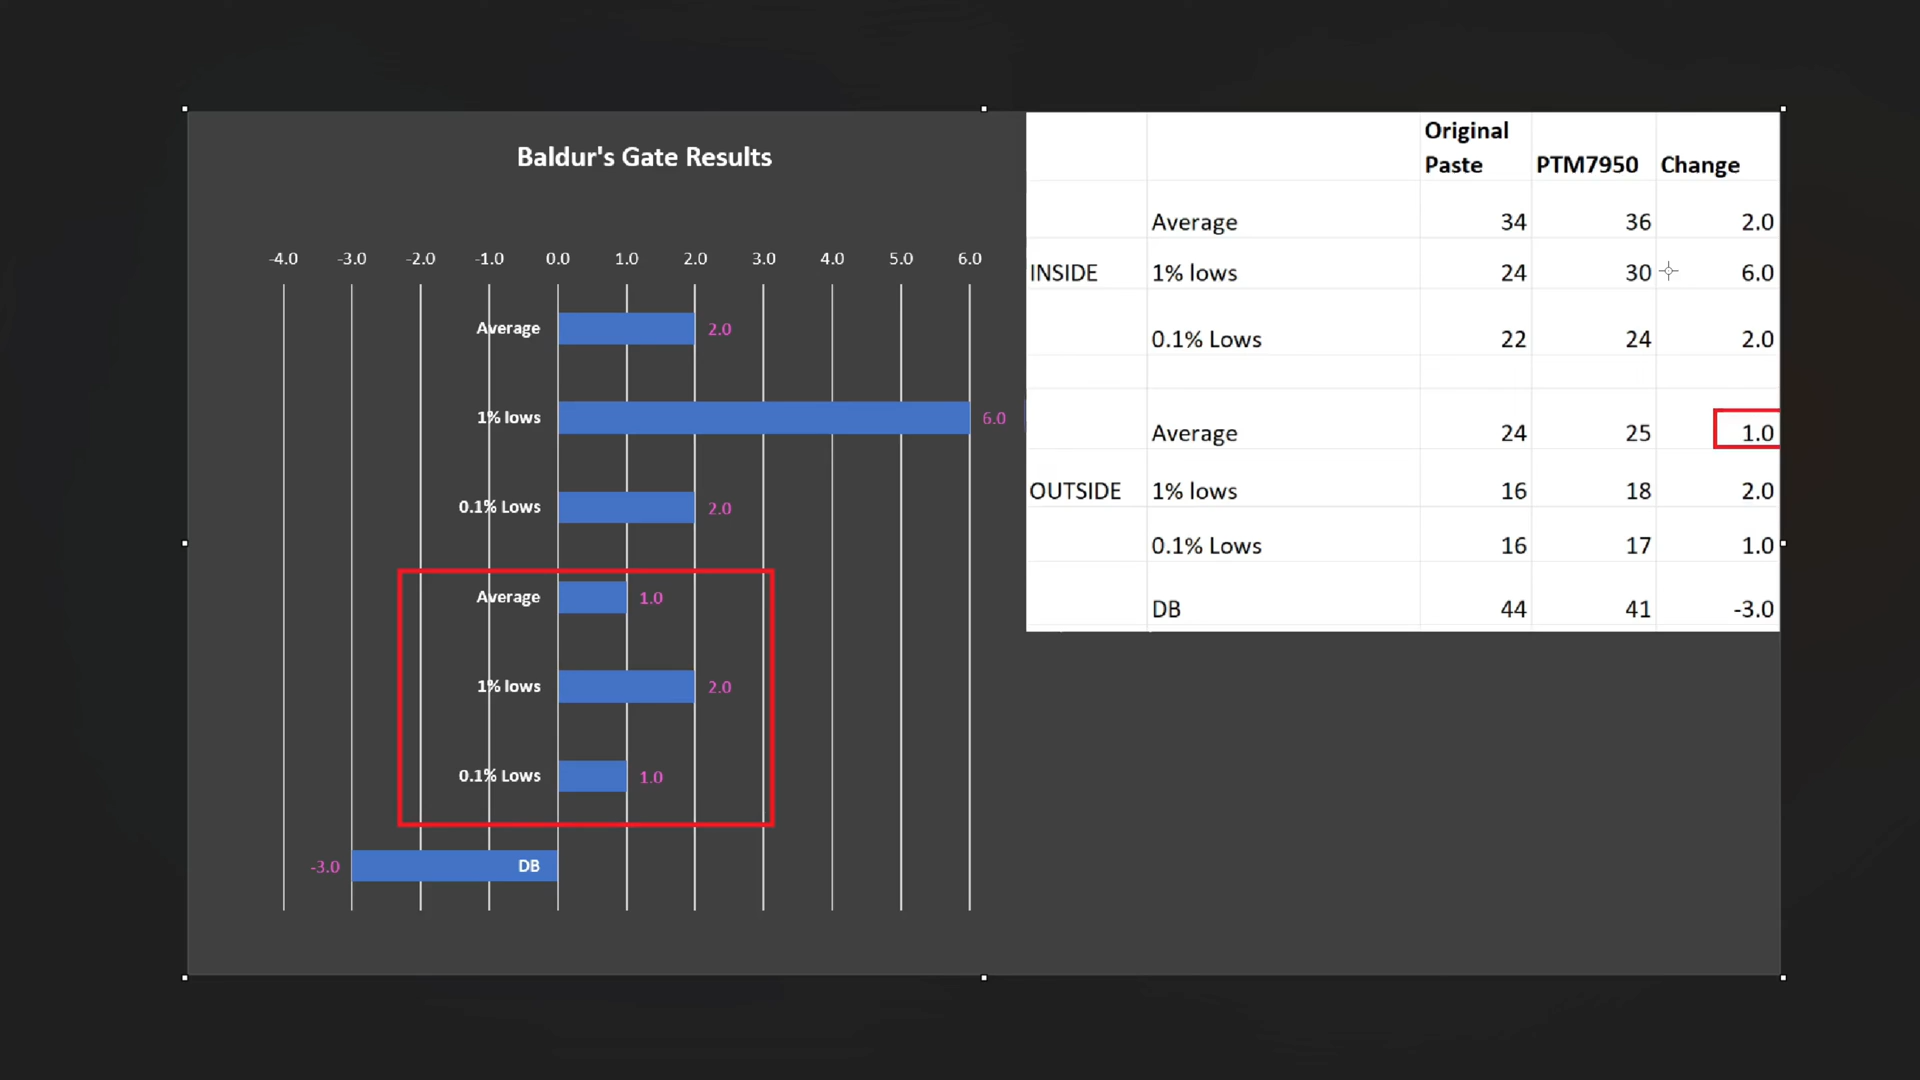 Baldur's Gate Results
-4.0 -3.0 -2.0 -1.0 0.0 1.0 2.0 3.0 4.0 5.0 6.0
Average 2.0
1% lows 6.0
0.1% Lows 2.0
Average 1.0
1% lows 2.0
0.1% Lows 1.0
-3.0 DB
Original
Paste PTM7950 Change
Average 34 36 2.0
INSIDE 1% lows 24 30 6.0
0.1% Lows 22 24 2.0
Average 24 25 1.0
OUTSIDE 1% lows 16 18 2.0
0.1% Lows 16 17 1.0
DB 44 41 -3.0